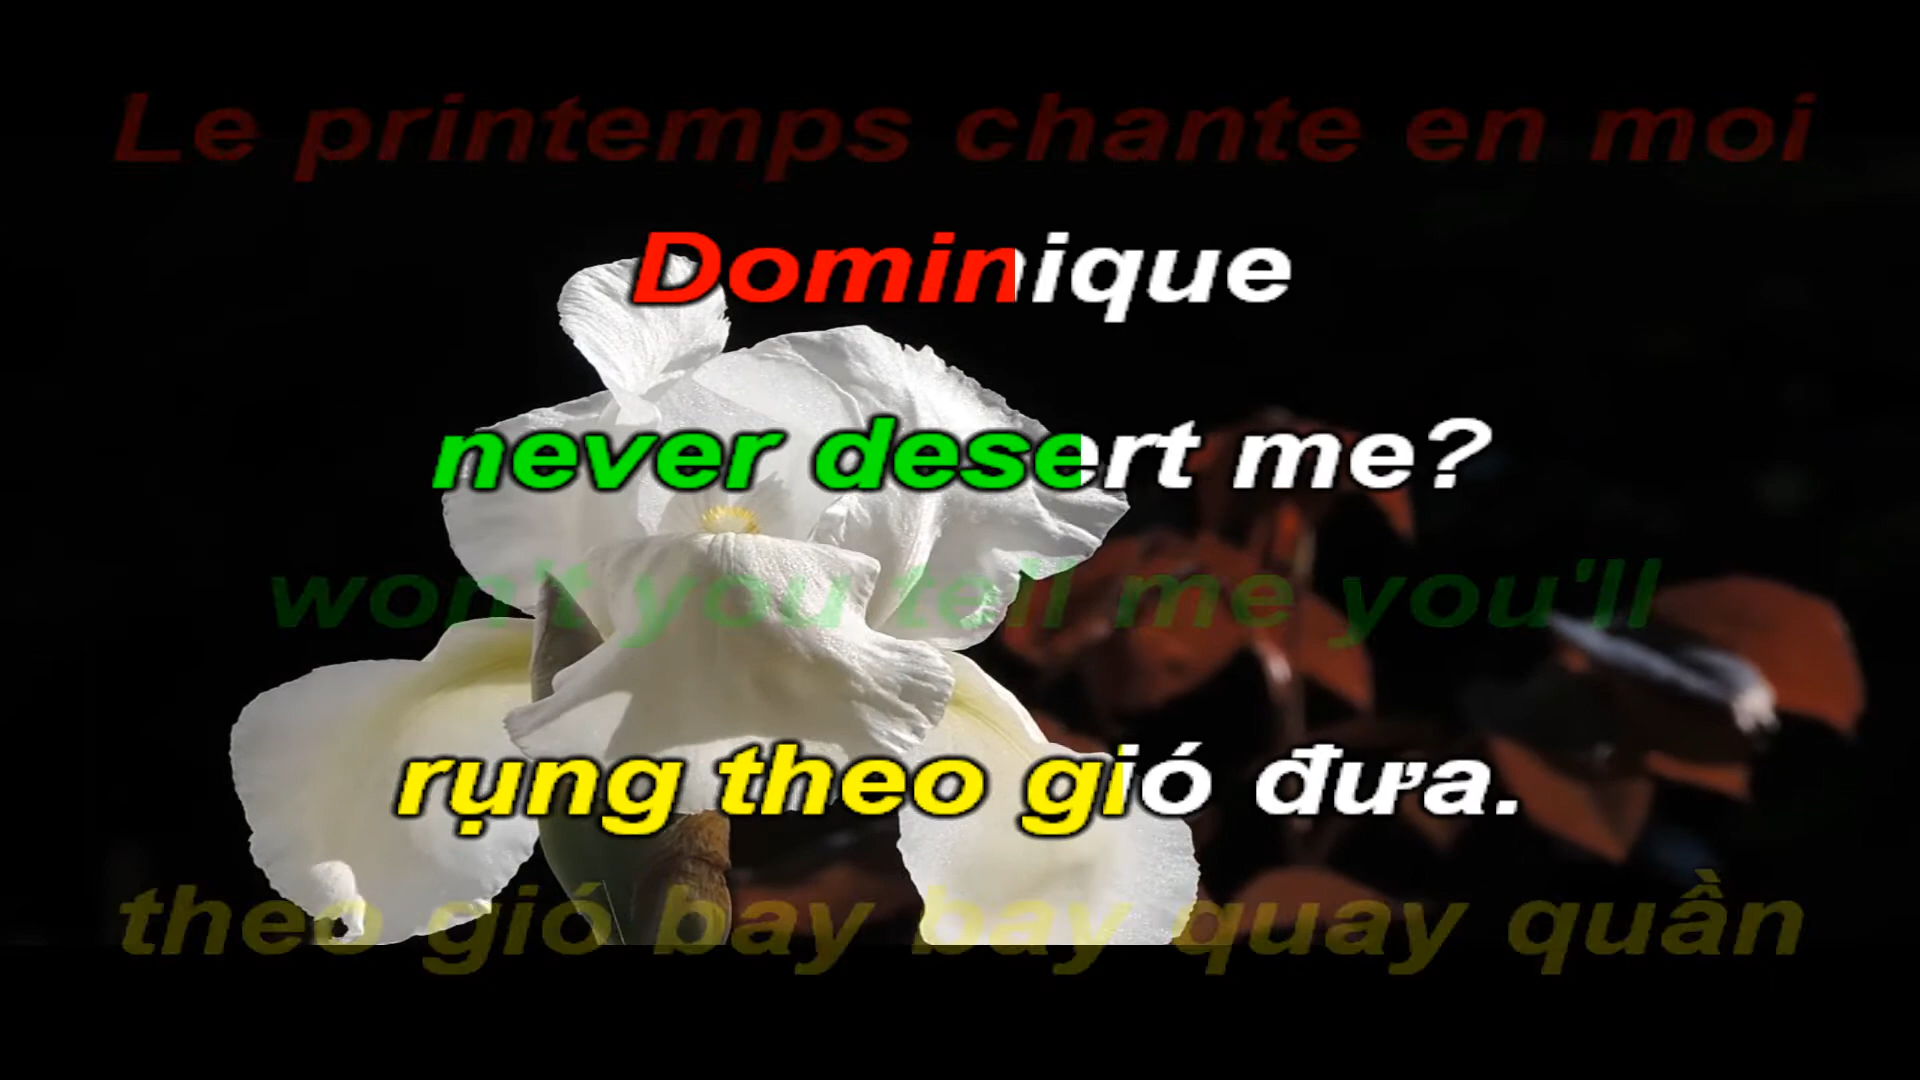 Le printemps chante en moi
Dominique
never desert me?
won't you tell me you'll
rụng theo gió đưa.
theo gió bay bay quay quần